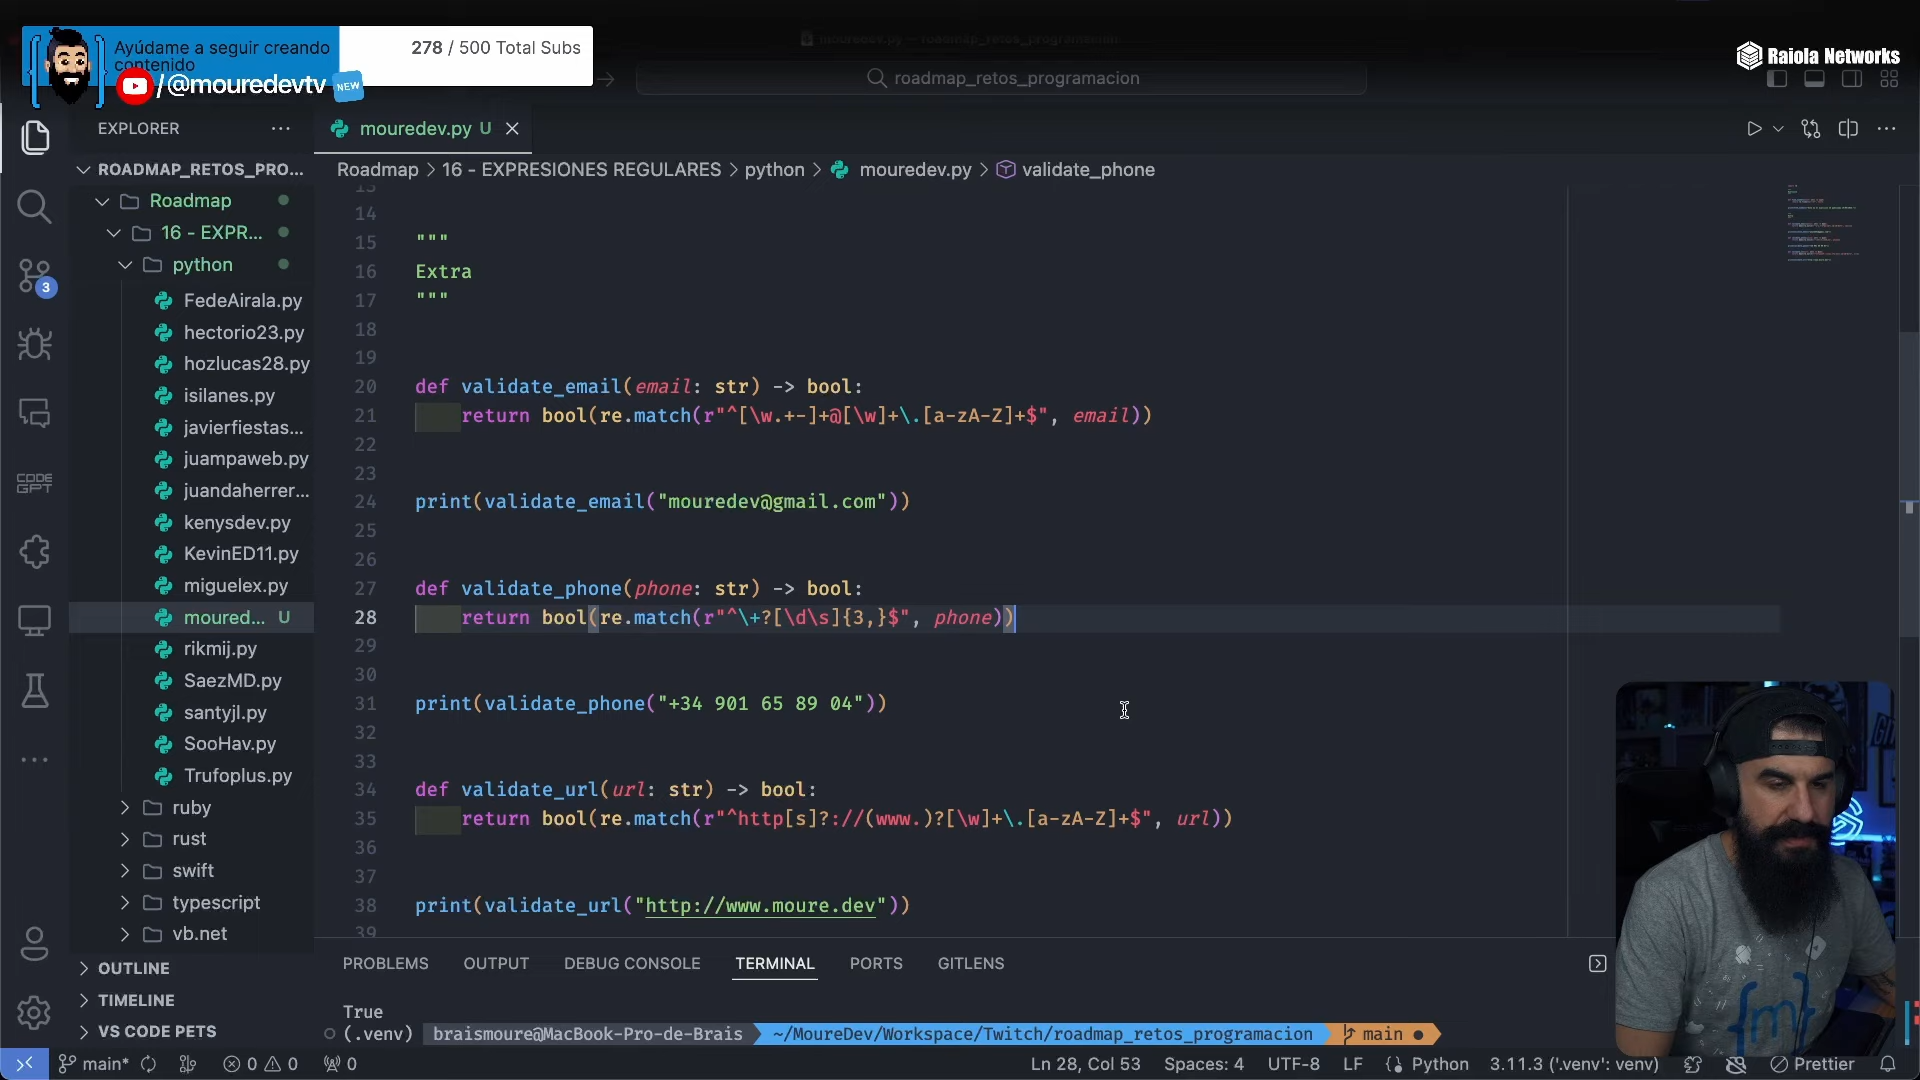 Ayúdame a seguir creando
contenido
278 / 500 Total Subs
/@mouredevtv NEW
roadmap_retos_programacion
Raiola Networks
EXPLORER
mouredev.py U
ROADMAP_RETOS_PRO...
Roadmap > 16 - EXPRESIONES REGULARES > python > mouredev.py > validate_phone
Roadmap
16 - EXPR...
python
FedeAirala.py
hectorio23.py
hozlucas28.py
isilanes.py
javierfiestas...
juampaweb.py
juandaherrer...
kenysdev.py
KevinED11.py
miguelex.py
moured... U
rikmij.py
SaezMD.py
santyjl.py
SooHav.py
Trufoplus.py
ruby
rust
swift
typescript
vb.net
OUTLINE
TIMELINE
VS CODE PETS
3
CODE
GPT
13
14
15 """
16 Extra
17 """
18
19
20 def validate_email(email: str) -> bool:
21 return bool(re.match(r"^[\w.+-]+@[\w]+\.[a-zA-Z]+$", email))
22
23
24 print(validate_email("mouredev@gmail.com"))
25
26
27 def validate_phone(phone: str) -> bool:
28 return bool(re.match(r"^\+?[\d\s]{3,}$", phone))
29
30
31 print(validate_phone("+34 901 65 89 04"))
32
33
34 def validate_url(url: str) -> bool:
35 return bool(re.match(r"^http[s]?://(www.)?[\w]+\.[a-zA-Z]+$", url))
36
37
38 print(validate_url("http://www.moure.dev"))
39
PROBLEMS OUTPUT DEBUG CONSOLE TERMINAL PORTS GITLENS
True
(.venv) braismoure@MacBook-Pro-de-Brais ~/MoureDev/Workspace/Twitch/roadmap_retos_programacion main ●
main* 0 0 0 Ln 28, Col 53 Spaces: 4 UTF-8 LF Python 3.11.3 ('.venv': venv) Prettier